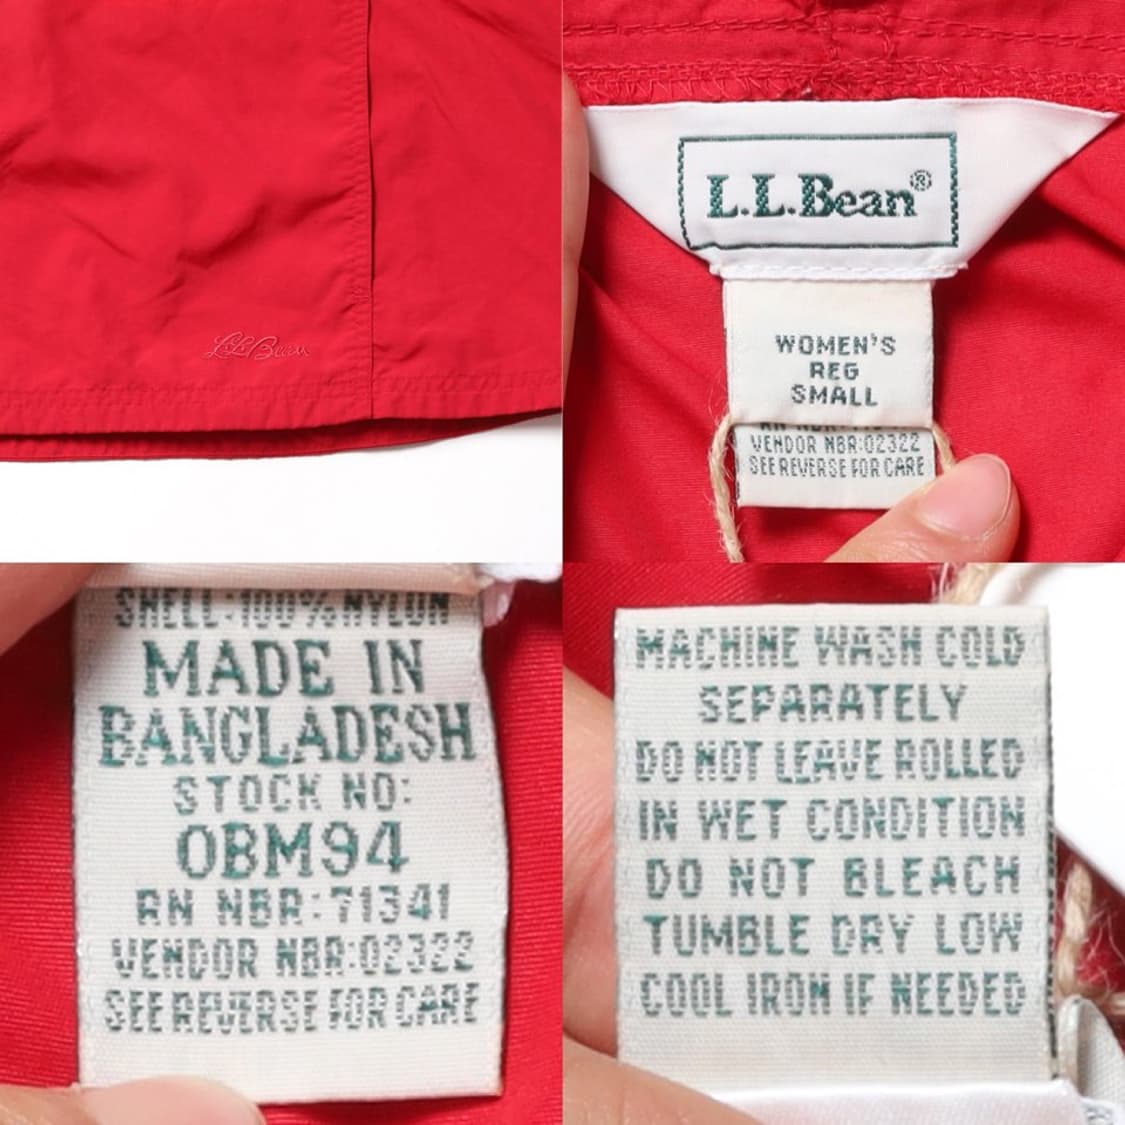 L.L.Bean
L.L.Bean®
WOMEN'S
REG
SMALL
VENDOR NBR:02322
SEE REVERSE FOR CARE
SHELL:100% NYLON
MADE IN
BANGLADESH
STOCK NO:
0BM94
RN NBR:71341
VENDOR NBR:02322
SEE REVERSE FOR CARE
MACHINE WASH COLD
SEPARATELY
DO NOT LEAVE ROLLED
IN WET CONDITION
DO NOT BLEACH
TUMBLE DRY LOW
COOL IRON IF NEEDED